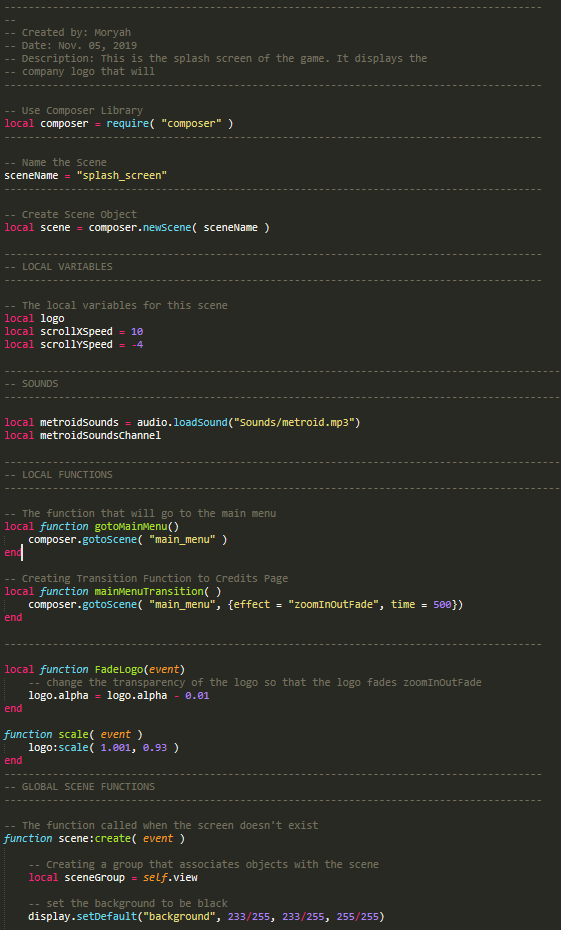 --------------------------------------------------------------------------------
--
-- Created by: Moryah
-- Date: Nov. 05, 2019
-- Description: This is the splash screen of the game. It displays the
-- company logo that will
--------------------------------------------------------------------------------
-- Use Composer Library
local composer = require( "composer" )
--------------------------------------------------------------------------------
-- Name the Scene
sceneName = "splash_screen"
--------------------------------------------------------------------------------
-- Create Scene Object
local scene = composer.newScene( sceneName )
--------------------------------------------------------------------------------
-- LOCAL VARIABLES
--------------------------------------------------------------------------------
-- The local variables for this scene
local logo
local scrollXSpeed = 10
local scrollYSpeed = -4
--------------------------------------------------------------------------------
-- SOUNDS
--------------------------------------------------------------------------------
local metroidSounds = audio.loadSound("Sounds/metroid.mp3")
local metroidSoundsChannel
--------------------------------------------------------------------------------
-- LOCAL FUNCTIONS
--------------------------------------------------------------------------------
-- The function that will go to the main menu
local function gotoMainMenu()
    composer.gotoScene( "main_menu" )
end
-- Creating Transition Function to Credits Page
local function mainMenuTransition( )
    composer.gotoScene( "main_menu", {effect = "zoomInOutFade", time = 500})
end
--------------------------------------------------------------------------------
local function FadeLogo(event)
    -- change the transparency of the logo so that the logo fades zoomInOutFade
    logo.alpha = logo.alpha - 0.01
end
function scale( event )
    logo:scale( 1.001, 0.93 )
end
--------------------------------------------------------------------------------
-- GLOBAL SCENE FUNCTIONS
--------------------------------------------------------------------------------
-- The function called when the screen doesn't exist
function scene:create( event )
    -- Creating a group that associates objects with the scene
    local sceneGroup = self.view
    -- set the background to be black
    display.setDefault("background", 233/255, 233/255, 255/255)